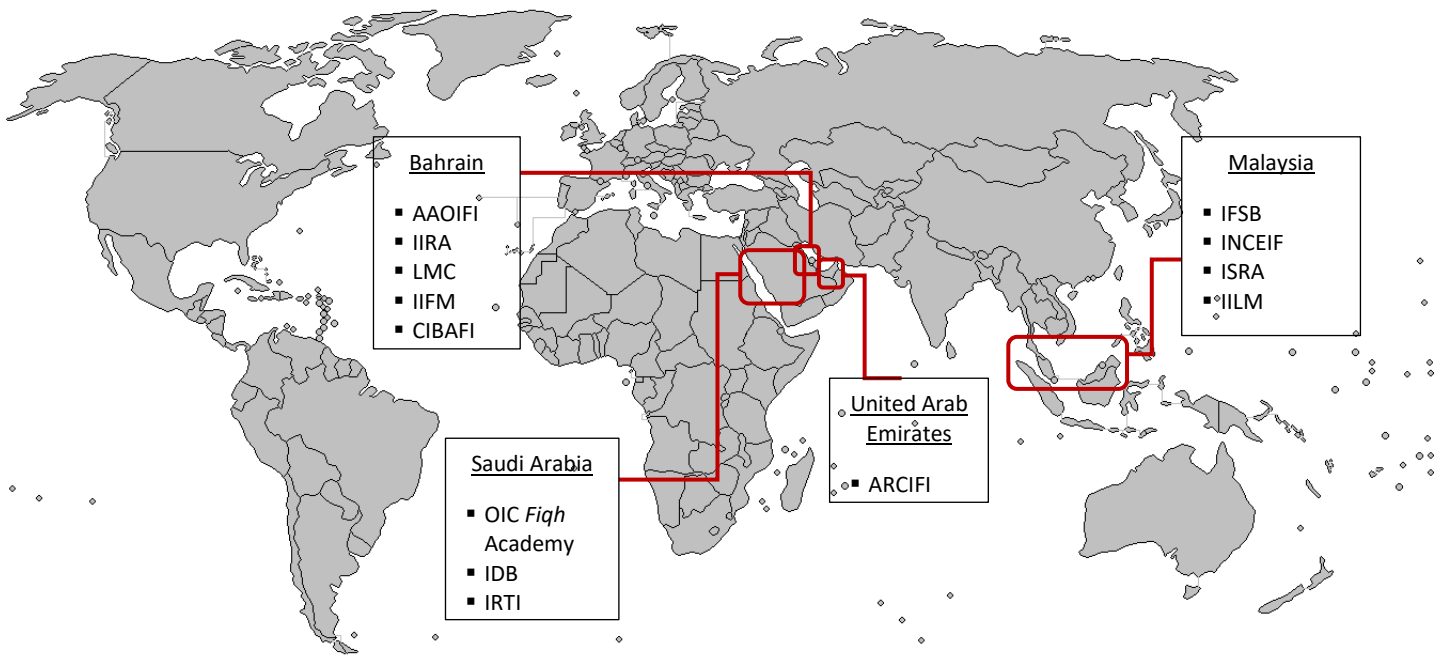 Bahrain
▪ AAOIFI
▪ IIRA
▪ LMC
▪ IIFM
▪ CIBAFI
Malaysia
▪ IFSB
▪ INCEIF
▪ ISRA
▪ IILM
United Arab
Emirates
▪ ARCIFI
Saudi Arabia
▪ OIC Fiqh
Academy
▪ IDB
▪ IRTI